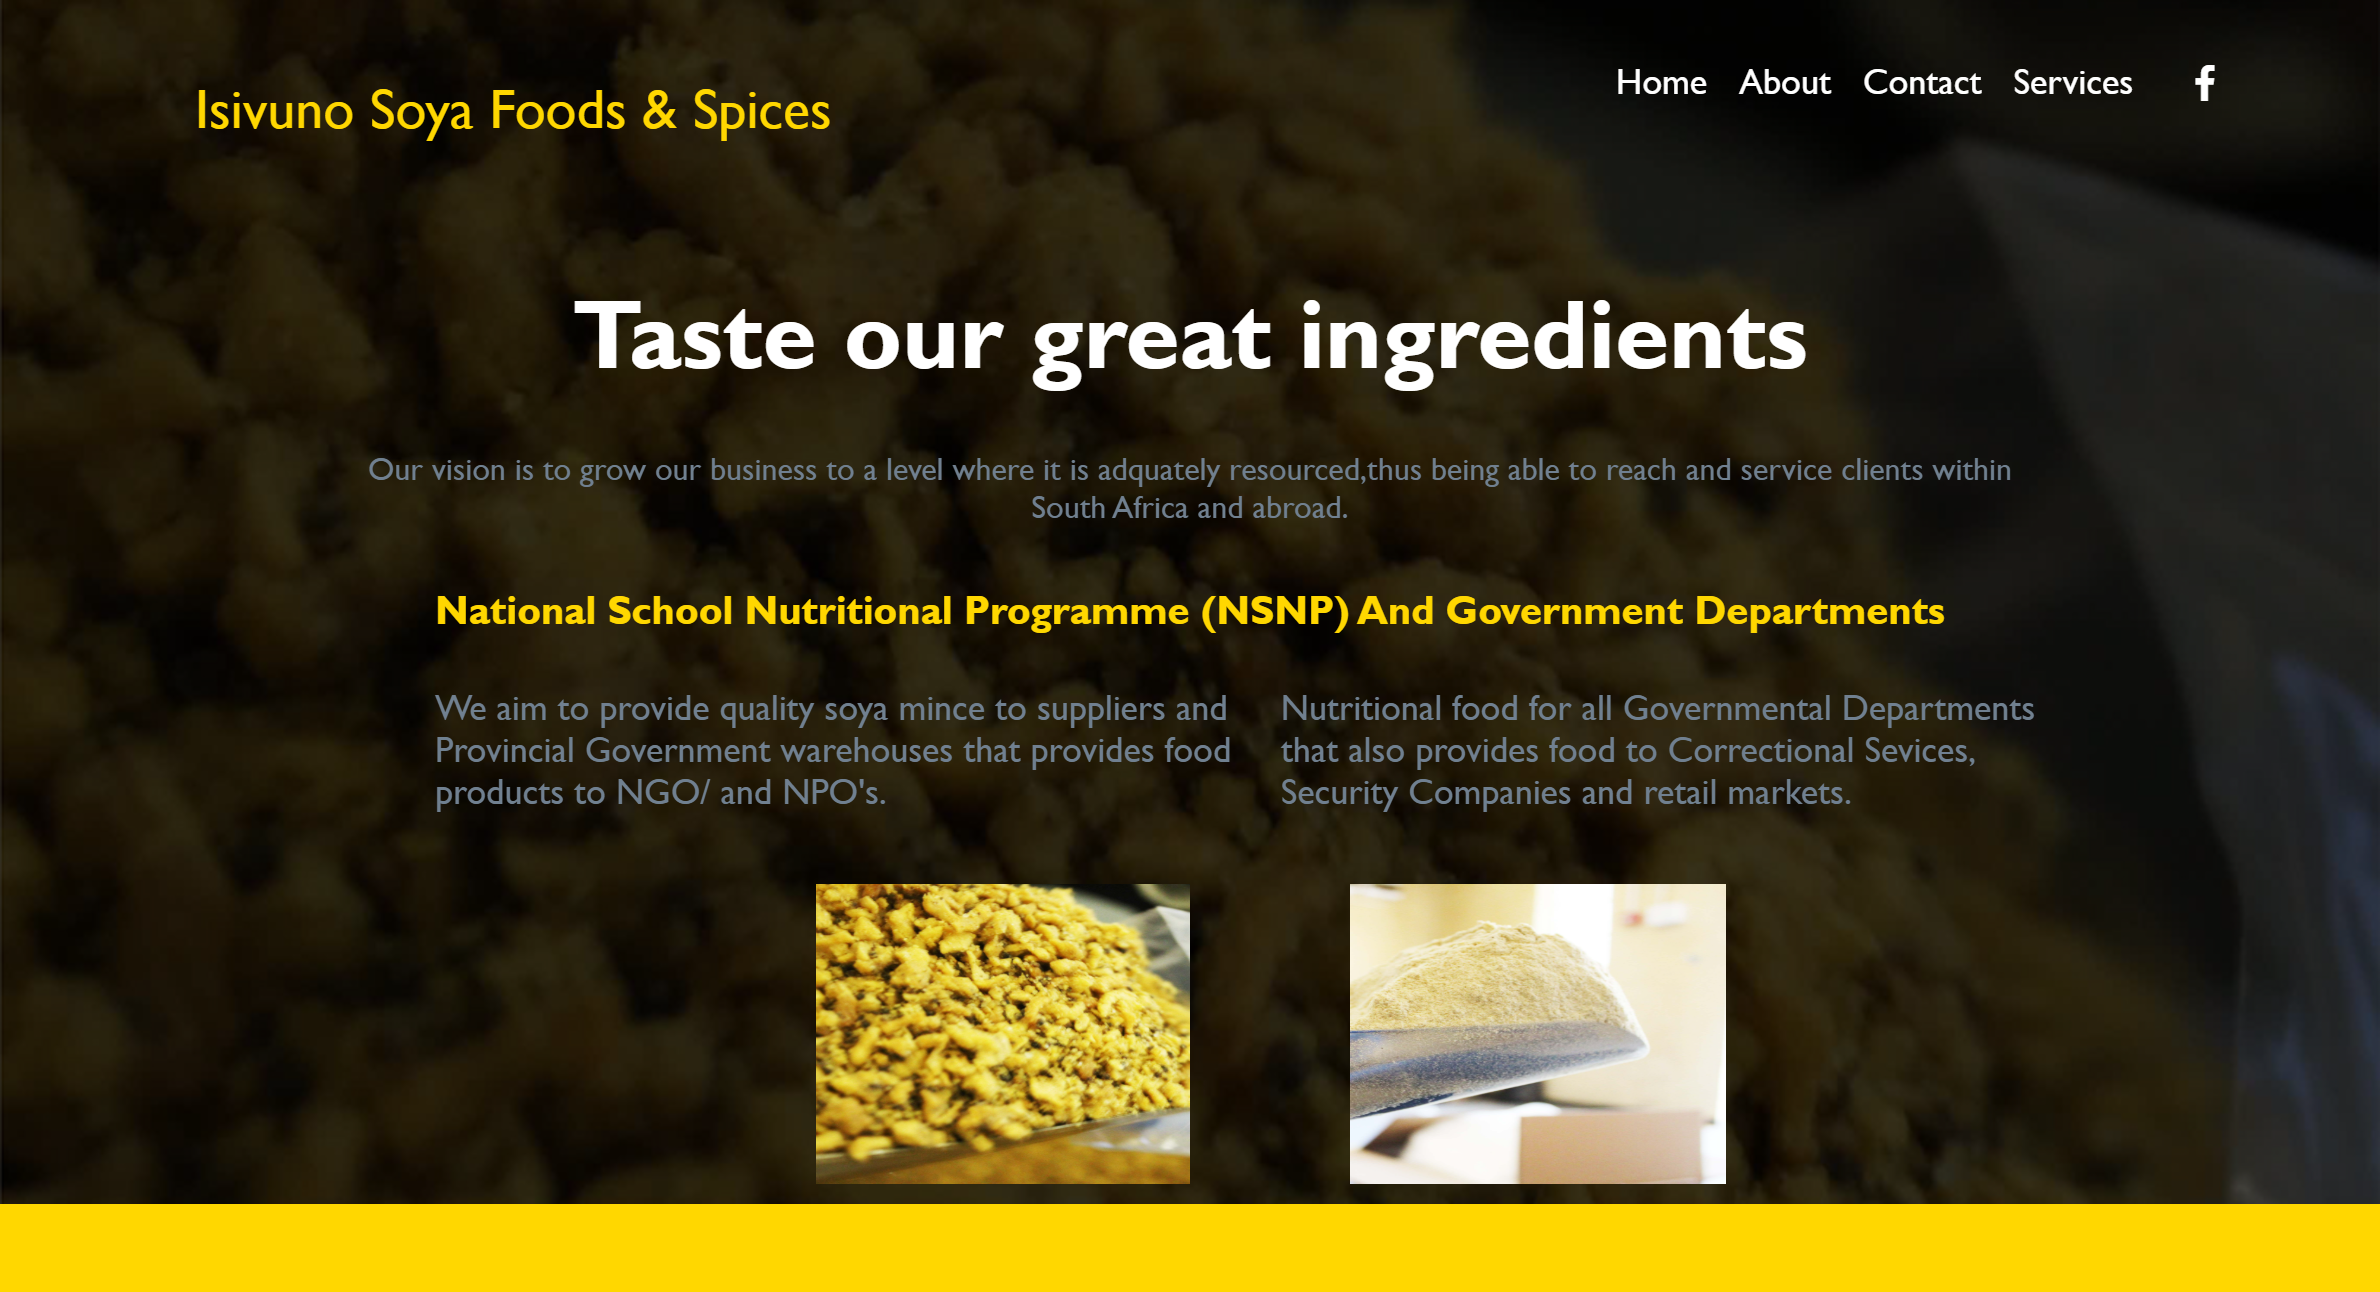 Isivuno Soya Foods & Spices
Home About Contact Services
Taste our great ingredients
Our vision is to grow our business to a level where it is adquately resourced,thus being able to reach and service clients within
South Africa and abroad.
National School Nutritional Programme (NSNP) And Government Departments
We aim to provide quality soya mince to suppliers and
Provincial Government warehouses that provides food
products to NGO/ and NPO's.
Nutritional food for all Governmental Departments
that also provides food to Correctional Sevices,
Security Companies and retail markets.